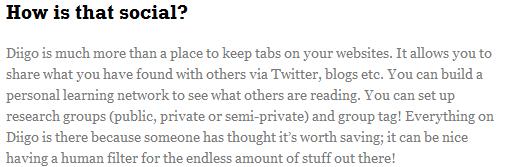 How is that social?
Diigo is much more than a place to keep tabs on your websites. It allows you to
share what you have found with others via Twitter, blogs etc. You can build a
personal learning network to see what others are reading. You can set up
research groups (public, private or semi-private) and group tag! Everything on
Diigo is there because someone has thought it’s worth saving; it can be nice
having a human filter for the endless amount of stuff out there!